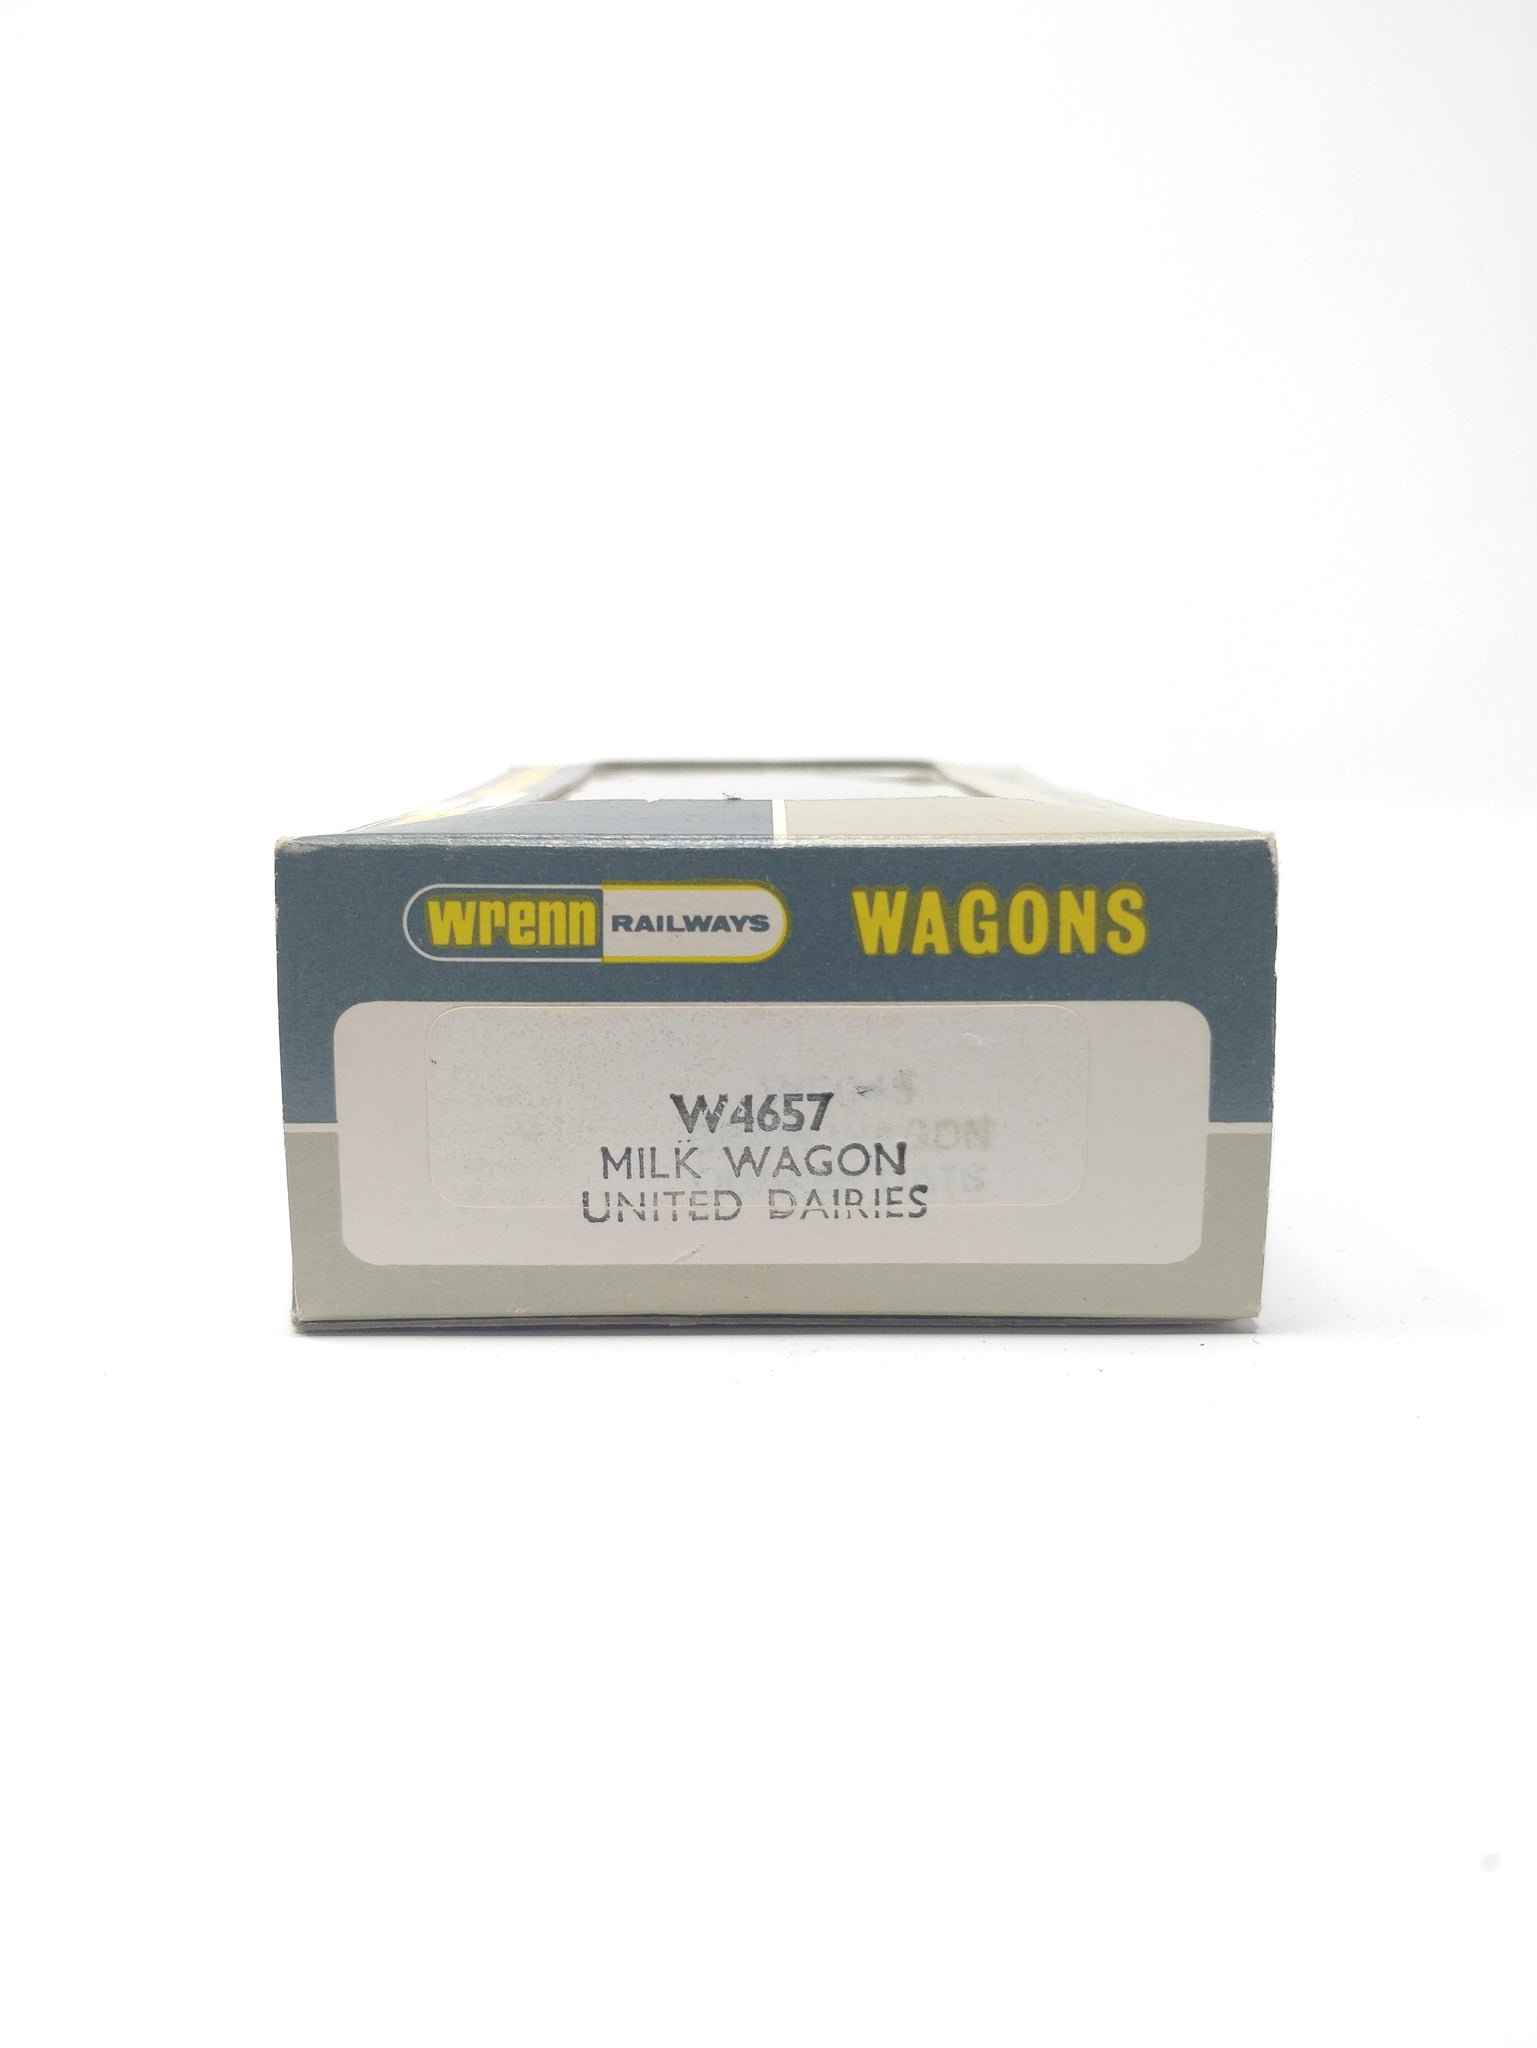 wrenn RAILWAYS WAGONS
W4657
MILK WAGON
UNITED DAIRIES